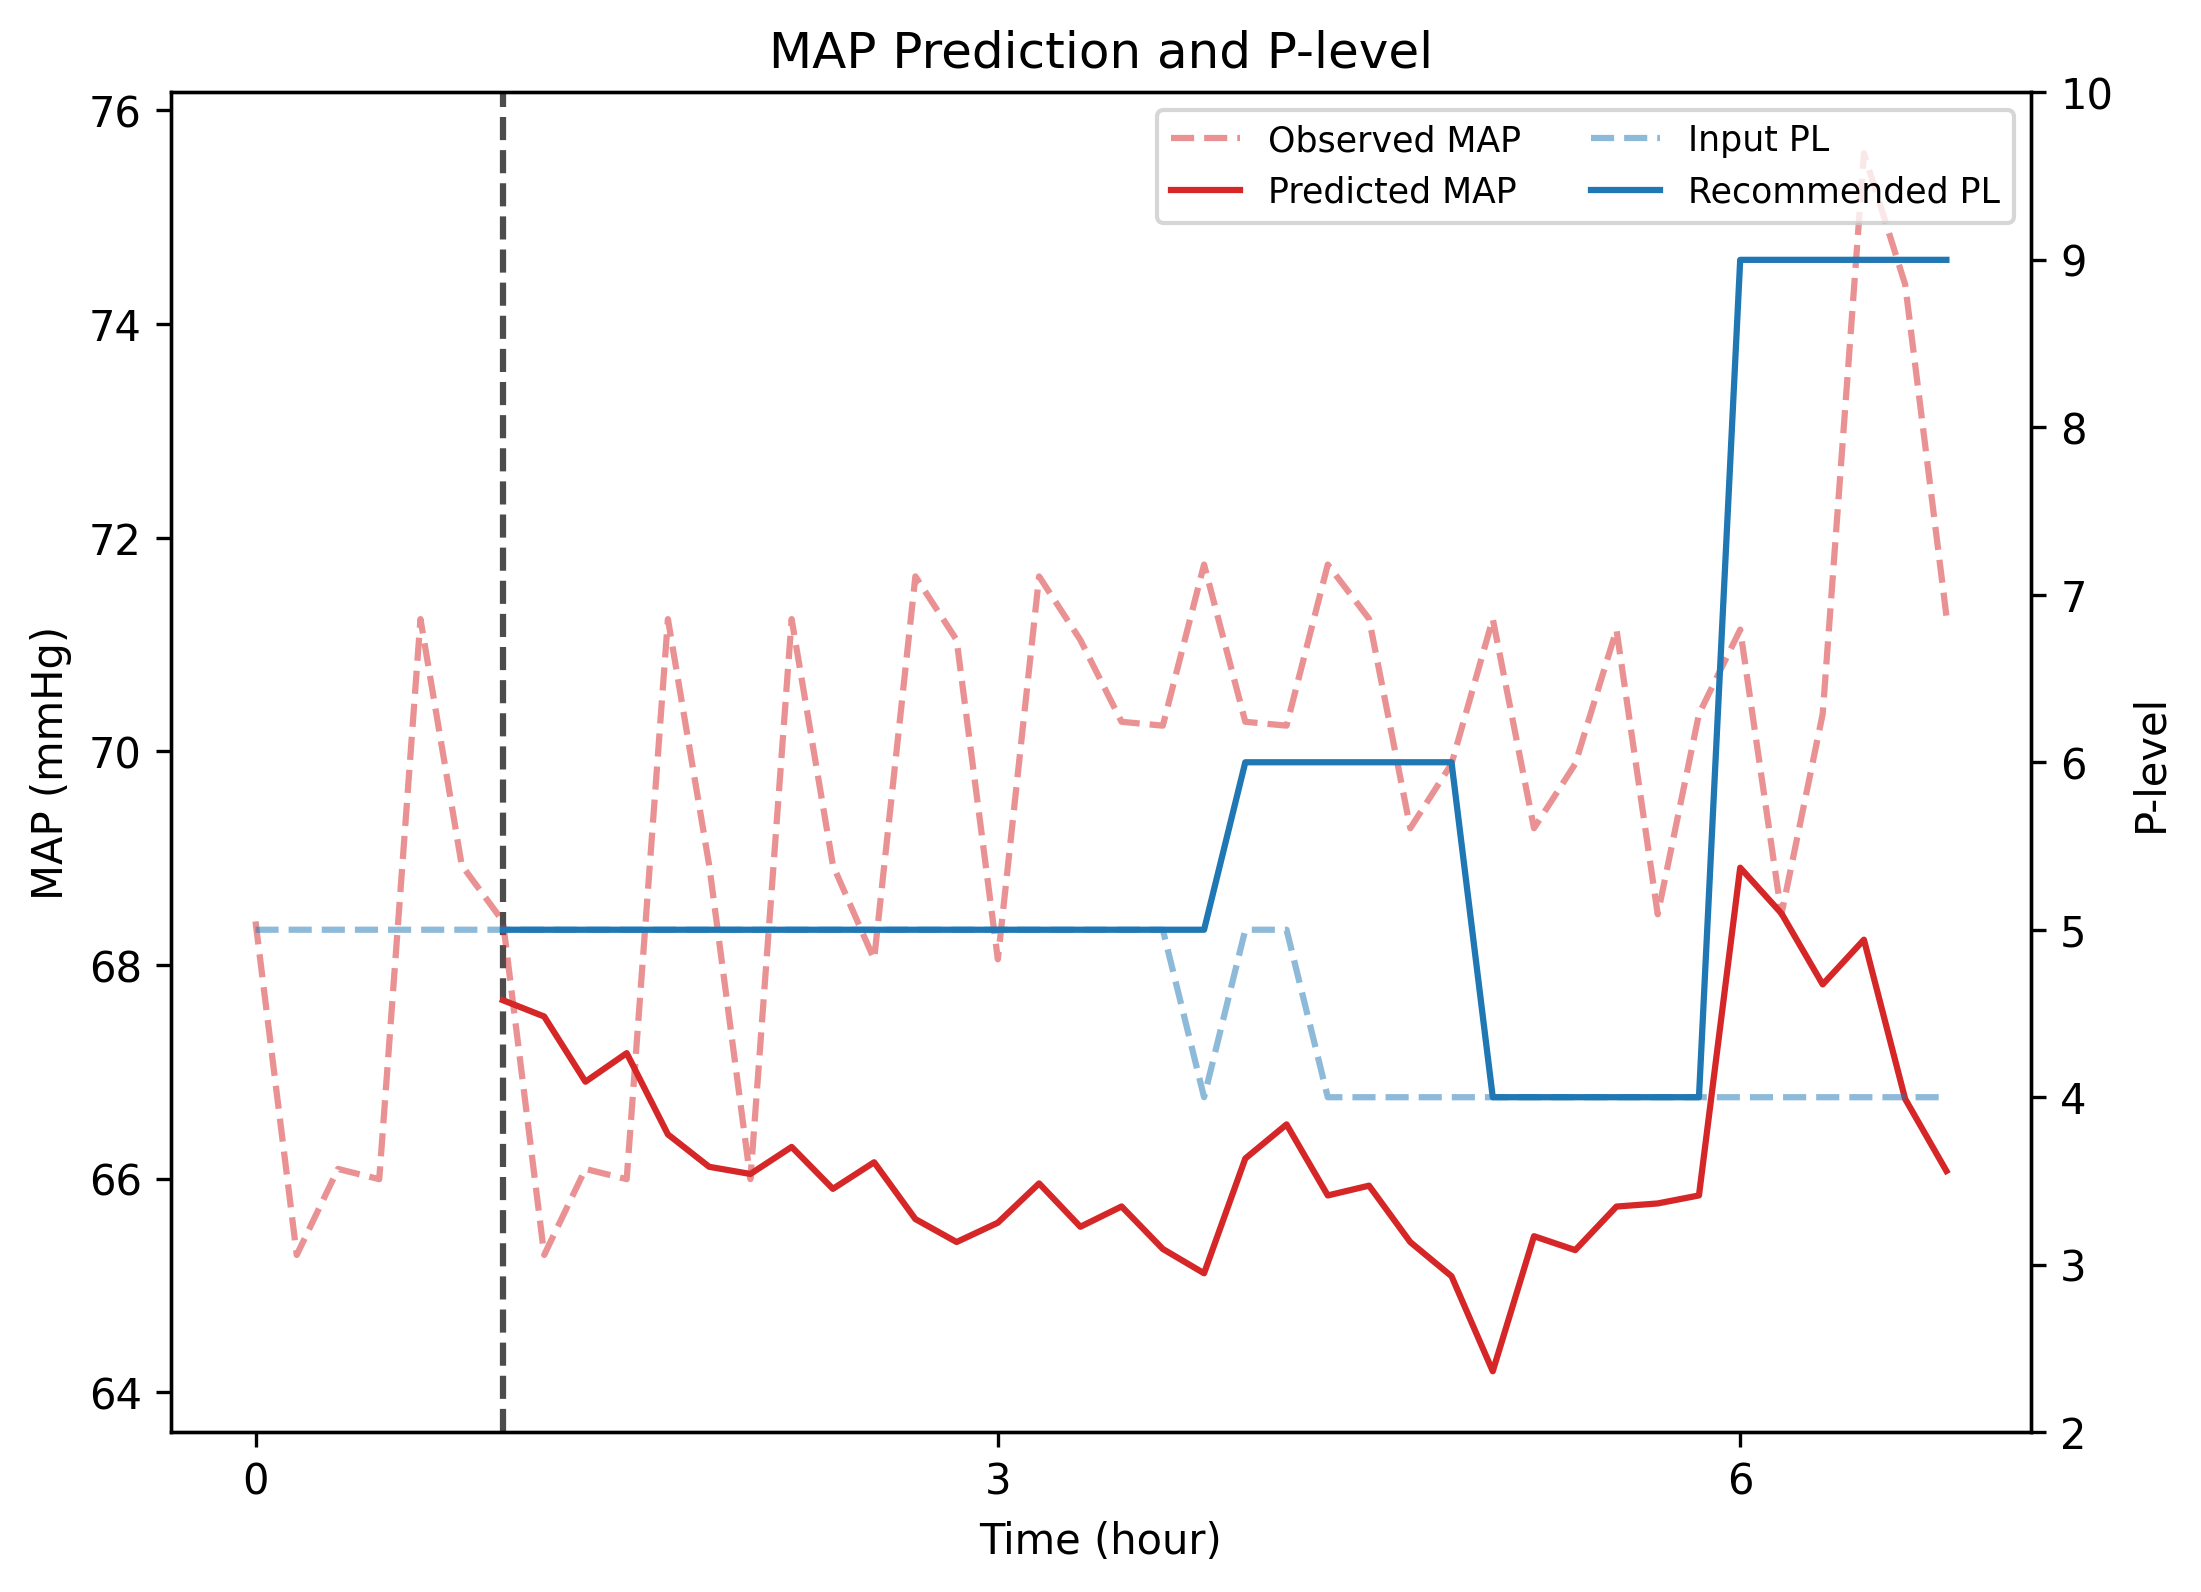 MAP Prediction and P-level
Observed MAP
Predicted MAP
Input PL
Recommended PL
76
74
72
70
68
66
64
MAP (mmHg)
10
9
8
7
6
5
4
3
2
P-level
0
3
6
Time (hour)